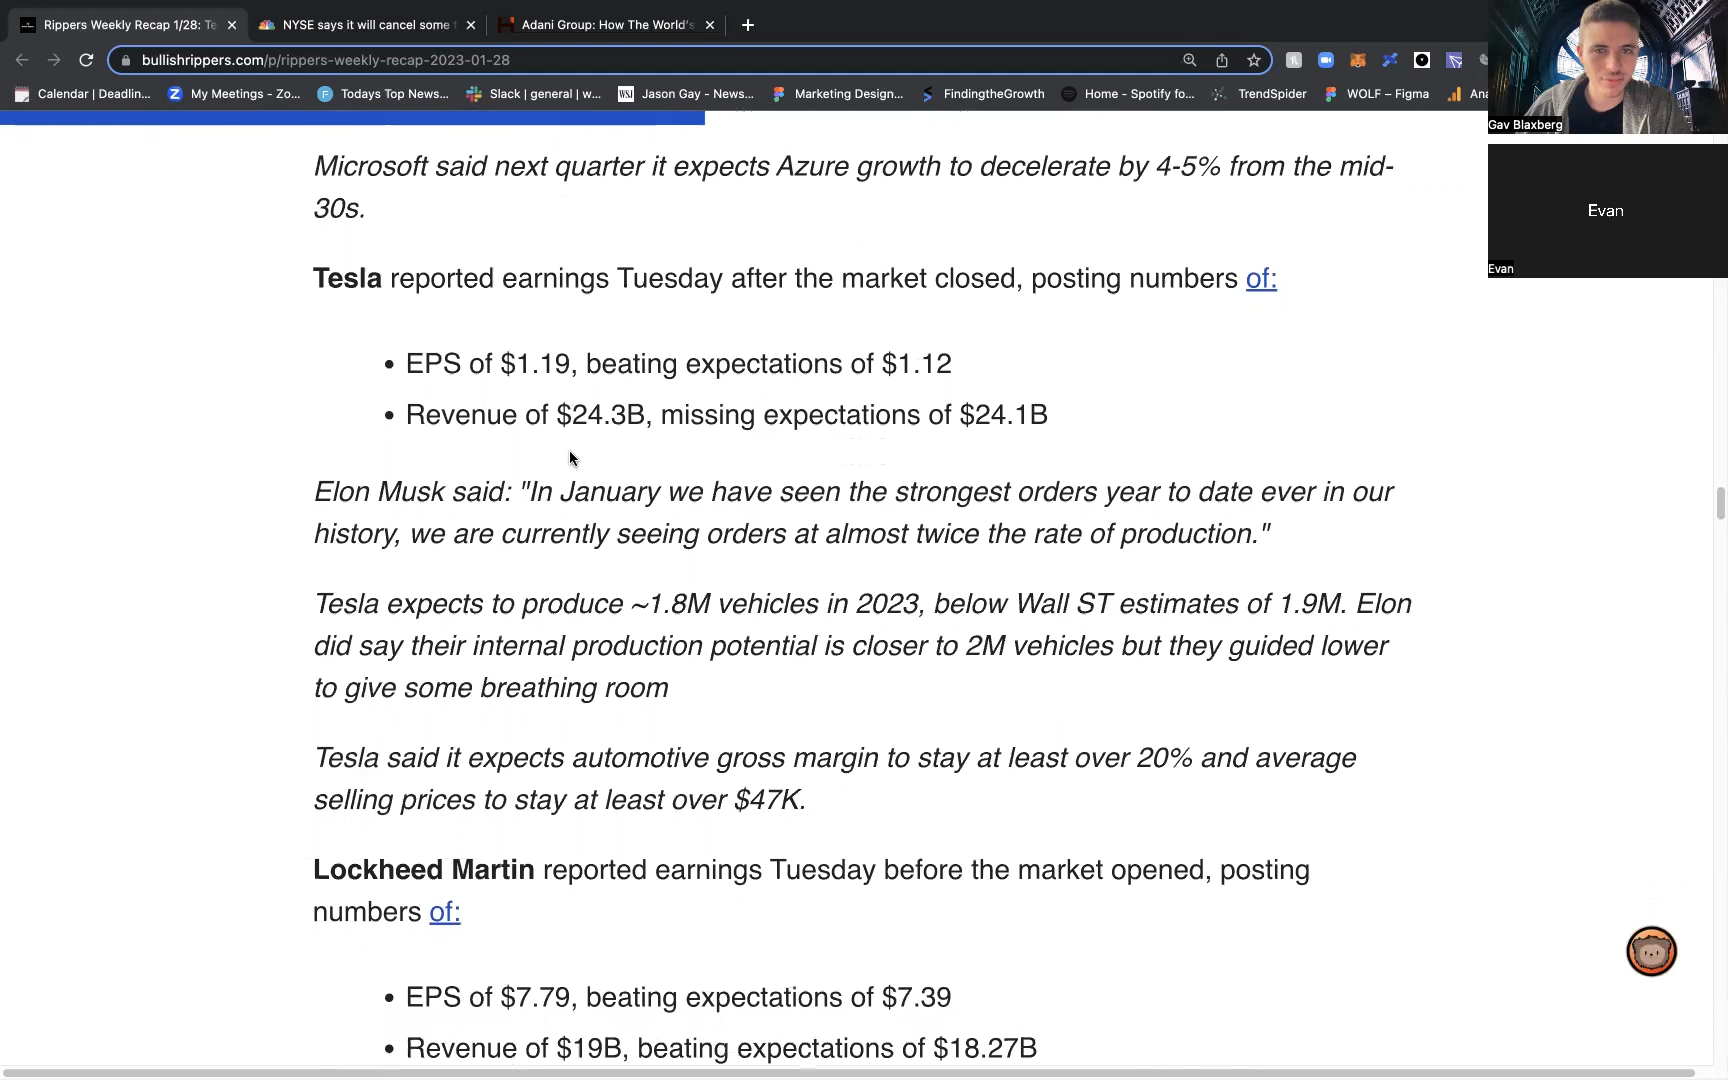 Rippers Weekly Recap 1/28: Te
NYSE says it will cancel some t
Adani Group: How The World's
bullishrippers.com/p/rippers-weekly-recap-2023-01-28
Calendar | Deadlin... My Meetings - Zo... Todays Top News... Slack | general | w... WSJ Jason Gay - News... Marketing Design... FindingtheGrowth Home - Spotify fo... TrendSpider WOLF – Figma Ana
Gav Blaxberg
Evan
Evan
Microsoft said next quarter it expects Azure growth to decelerate by 4-5% from the mid-
30s.
Tesla reported earnings Tuesday after the market closed, posting numbers of:
• EPS of $1.19, beating expectations of $1.12
• Revenue of $24.3B, missing expectations of $24.1B
Elon Musk said: "In January we have seen the strongest orders year to date ever in our
history, we are currently seeing orders at almost twice the rate of production."
Tesla expects to produce ~1.8M vehicles in 2023, below Wall ST estimates of 1.9M. Elon
did say their internal production potential is closer to 2M vehicles but they guided lower
to give some breathing room
Tesla said it expects automotive gross margin to stay at least over 20% and average
selling prices to stay at least over $47K.
Lockheed Martin reported earnings Tuesday before the market opened, posting
numbers of:
• EPS of $7.79, beating expectations of $7.39
• Revenue of $19B, beating expectations of $18.27B